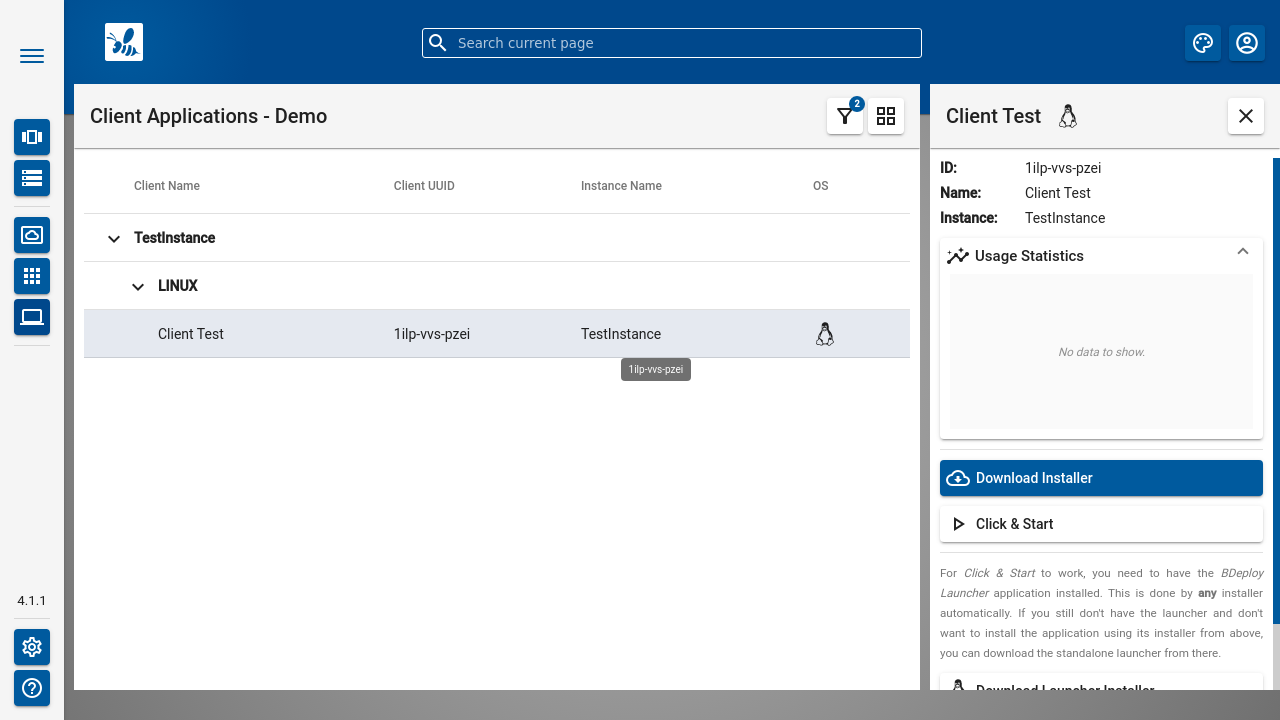 Search current page
Client Applications - Demo
2
Client Name Client UUID Instance Name OS
TestInstance
LINUX
Client Test 1ilp-vvs-pzei TestInstance
1ilp-vvs-pzei
4.1.1
Client Test
ID: 1ilp-vvs-pzei
Name: Client Test
Instance: TestInstance
Usage Statistics
No data to show.
Download Installer
Click & Start
For Click & Start to work, you need to have the BDeploy
Launcher application installed. This is done by any installer
automatically. If you still don't have the launcher and don't
want to install the application using its installer from above,
you can download the standalone launcher from there.
Download Launcher Installer